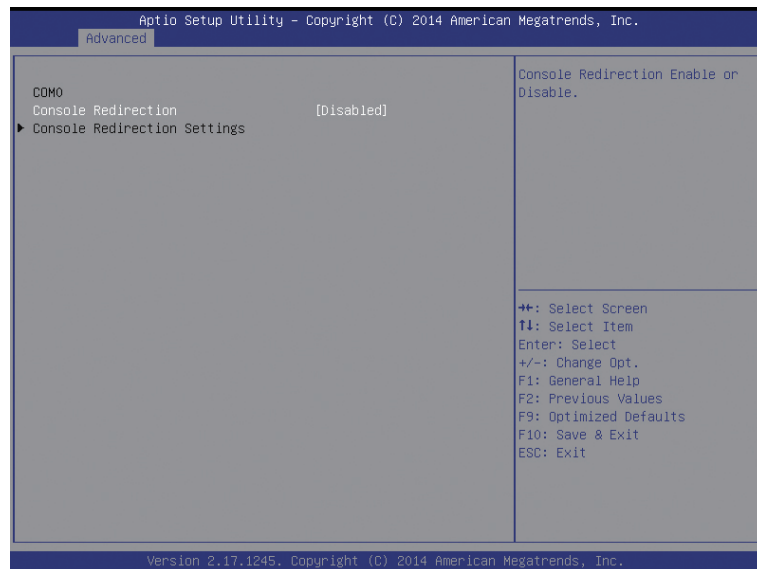 Aptio Setup Utility – Copyright (C) 2014 American Megatrends, Inc.
Advanced
COM0
Console Redirection [Disabled]
▶ Console Redirection Settings
Console Redirection Enable or
Disable.
→←: Select Screen
↑↓: Select Item
Enter: Select
+/-: Change Opt.
F1: General Help
F2: Previous Values
F9: Optimized Defaults
F10: Save & Exit
ESC: Exit
Version 2.17.1245. Copyright (C) 2014 American Megatrends, Inc.